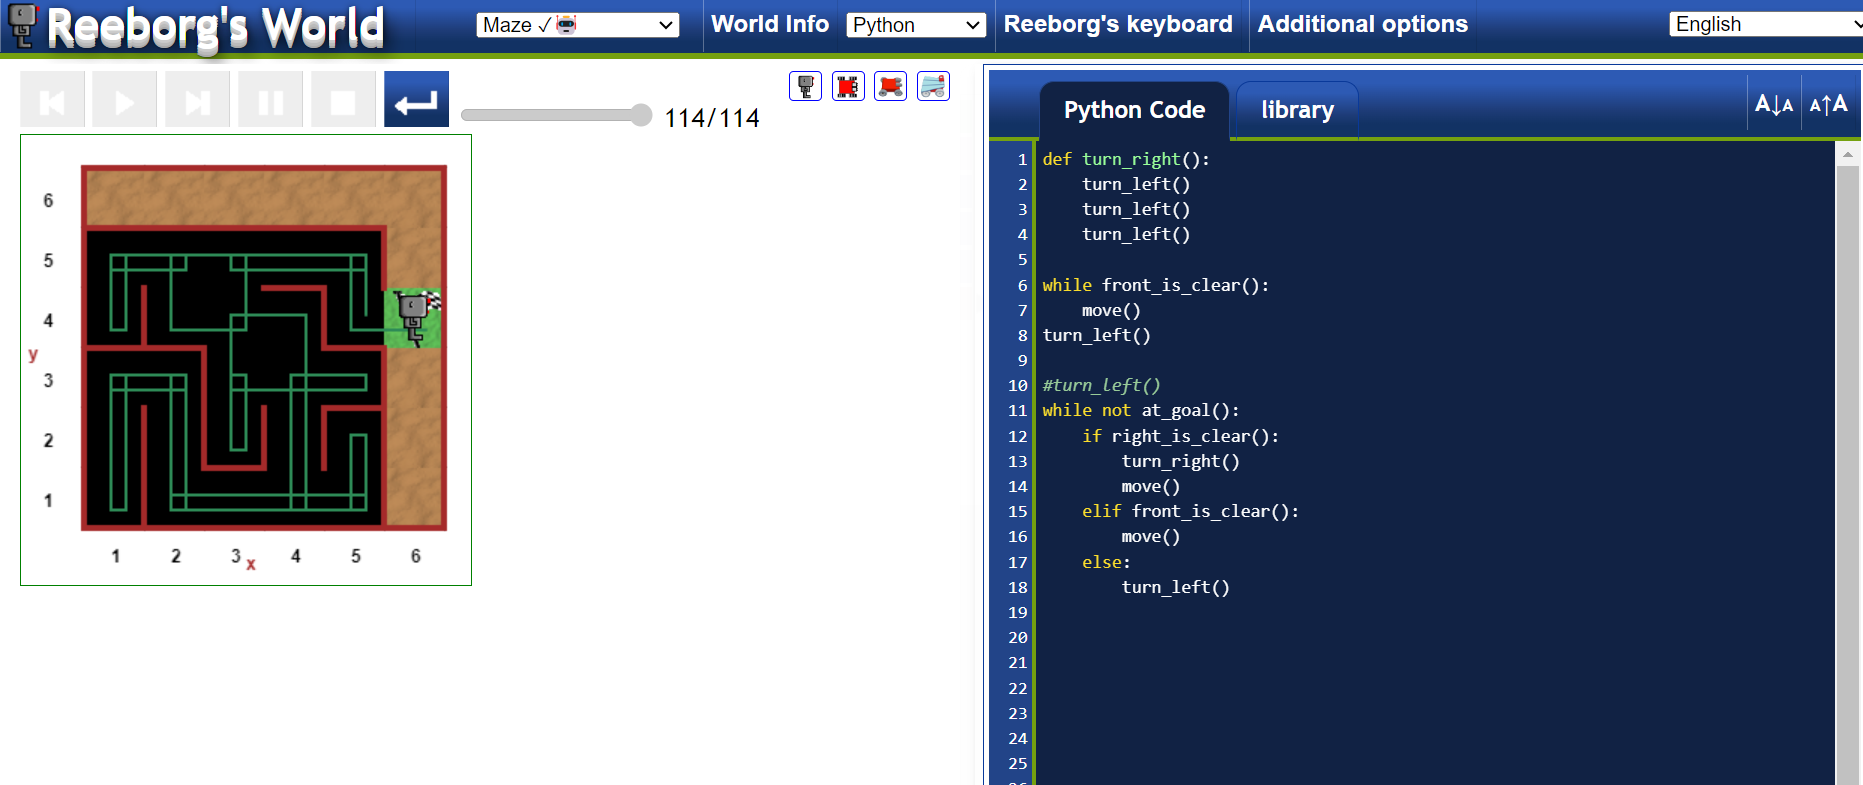 Reeborg's World
Maze ✓🤖
World Info
Python
Reeborg's keyboard
Additional options
English
114/114
Python Code
library
A↓A
A↑A
6
5
4
y
3
2
1
1 2 3 x 4 5 6
1 def turn_right():
2     turn_left()
3     turn_left()
4     turn_left()
5
6 while front_is_clear():
7     move()
8 turn_left()
9
10 #turn_left()
11 while not at_goal():
12     if right_is_clear():
13         turn_right()
14         move()
15     elif front_is_clear():
16         move()
17     else:
18         turn_left()
19
20
21
22
23
24
25